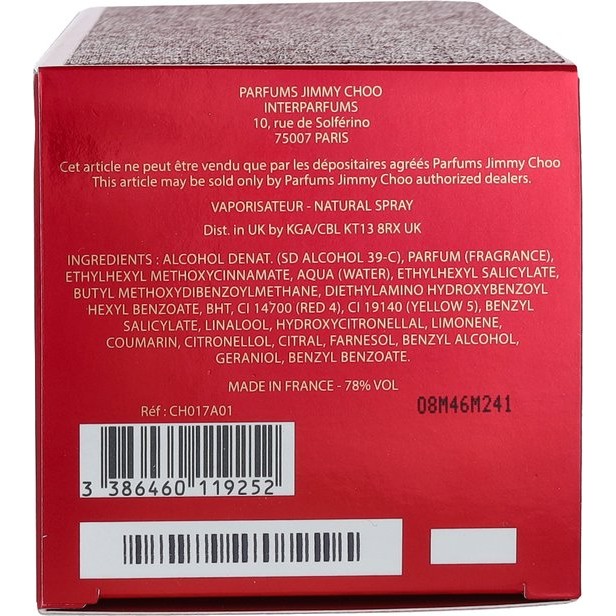 PARFUMS JIMMY CHOO
INTERPARFUMS
10, rue de Solférino
75007 PARIS
Cet article ne peut être vendu que par les dépositaires agréés Parfums Jimmy Choo
This article may be sold only by Parfums Jimmy Choo authorized dealers.
VAPORISATEUR - NATURAL SPRAY
Dist. in UK by KGA/CBL KT13 8RX UK
INGREDIENTS : ALCOHOL DENAT. (SD ALCOHOL 39-C), PARFUM (FRAGRANCE),
ETHYLHEXYL METHOXYCINNAMATE, AQUA (WATER), ETHYLHEXYL SALICYLATE,
BUTYL METHOXYDIBENZOYLMETHANE, DIETHYLAMINO HYDROXYBENZOYL
HEXYL BENZOATE, BHT, CI 14700 (RED 4), CI 19140 (YELLOW 5), BENZYL
SALICYLATE, LINALOOL, HYDROXYCITRONELLAL, LIMONENE,
COUMARIN, CITRONELLOL, CITRAL, FARNESOL, BENZYL ALCOHOL,
GERANIOL, BENZYL BENZOATE.
MADE IN FRANCE - 78% VOL
Réf : CH017A01
08M46M241
3 386460 119252